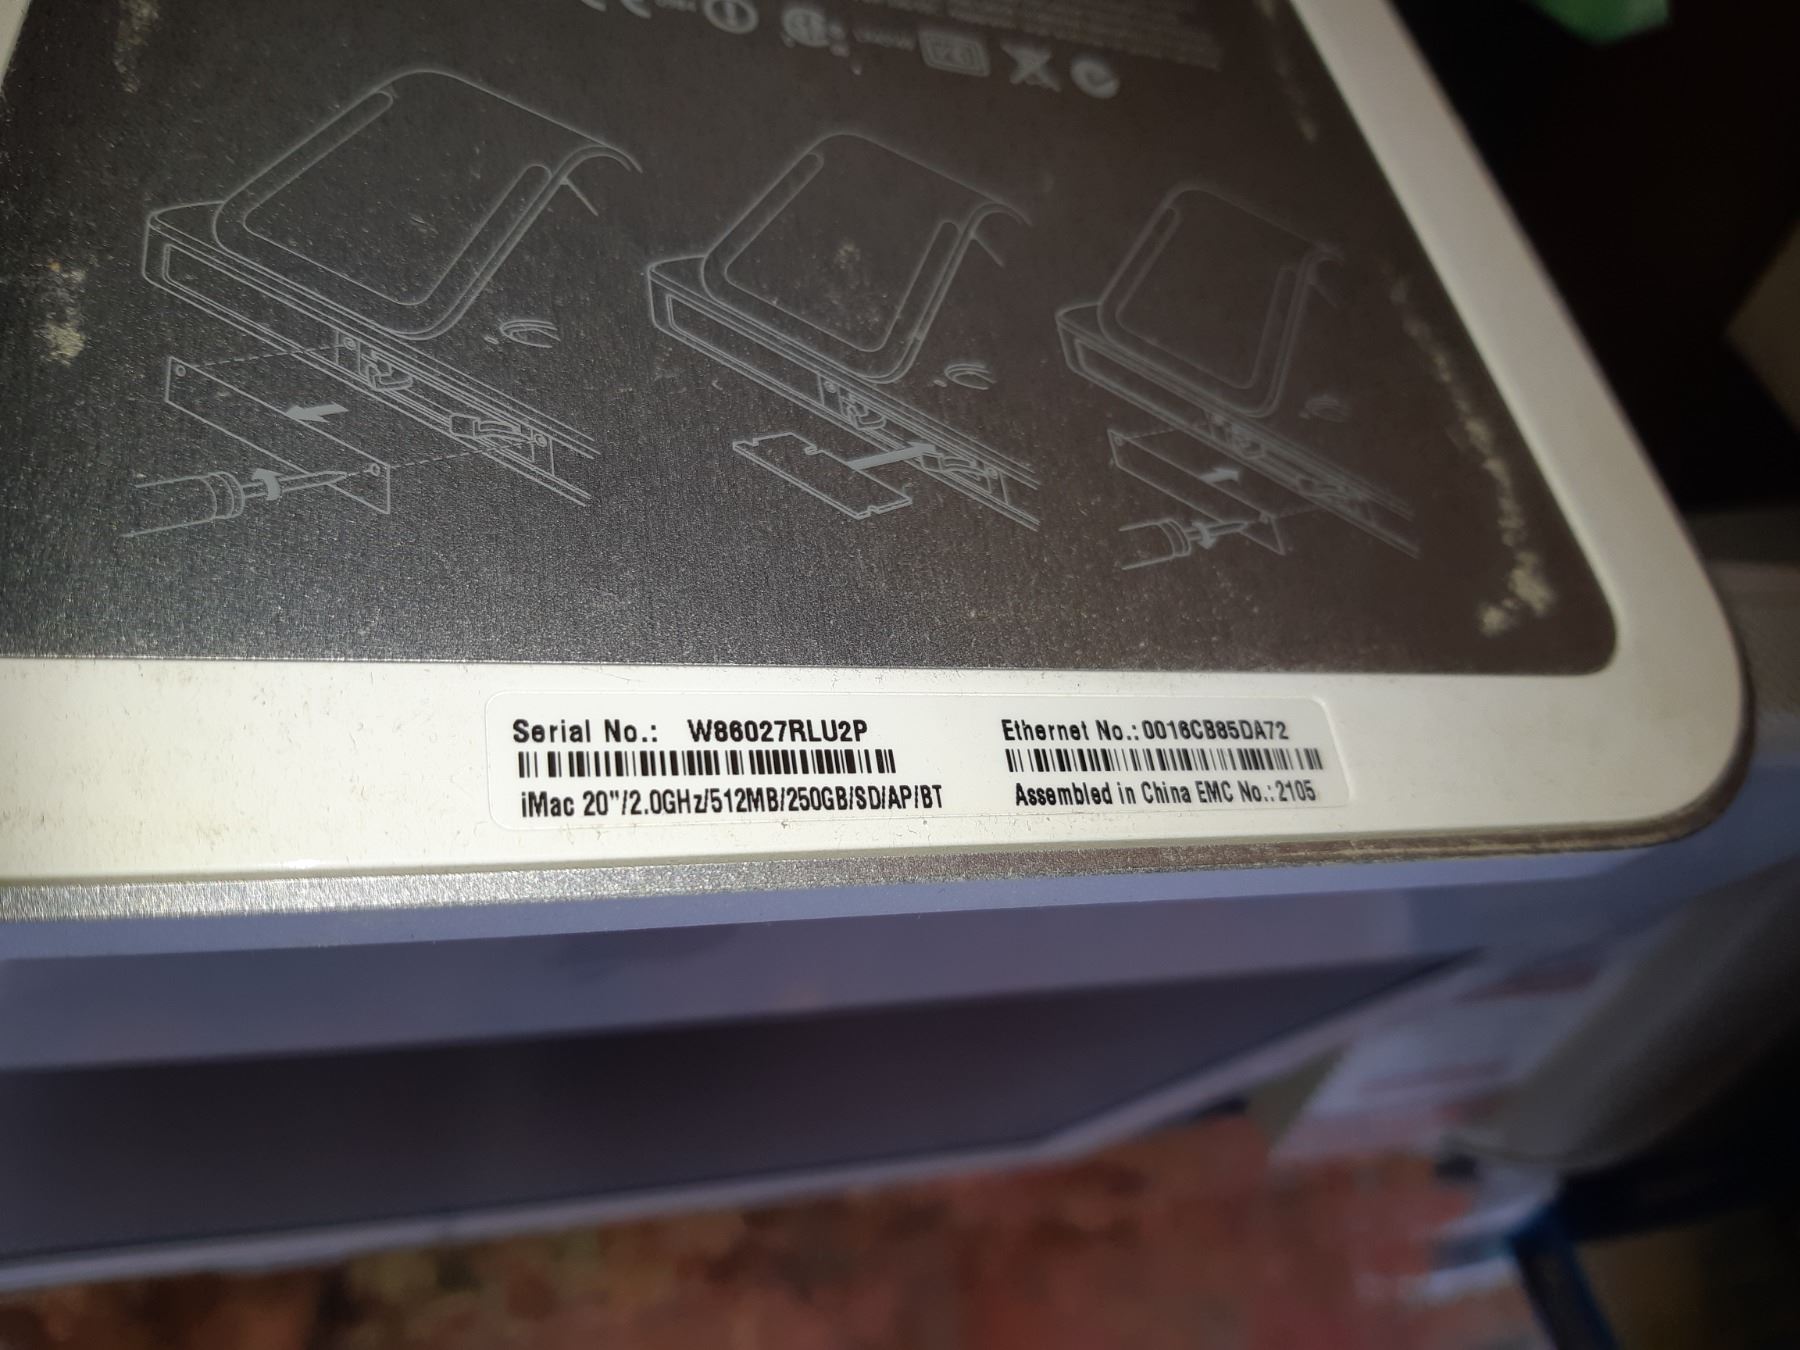 Serial No.: W86027RLU2P
Ethernet No.:0016CB85DA72
iMac 20"/2.0GHz/512MB/250GB/SD/AP/BT
Assembled in China EMC No.: 2105